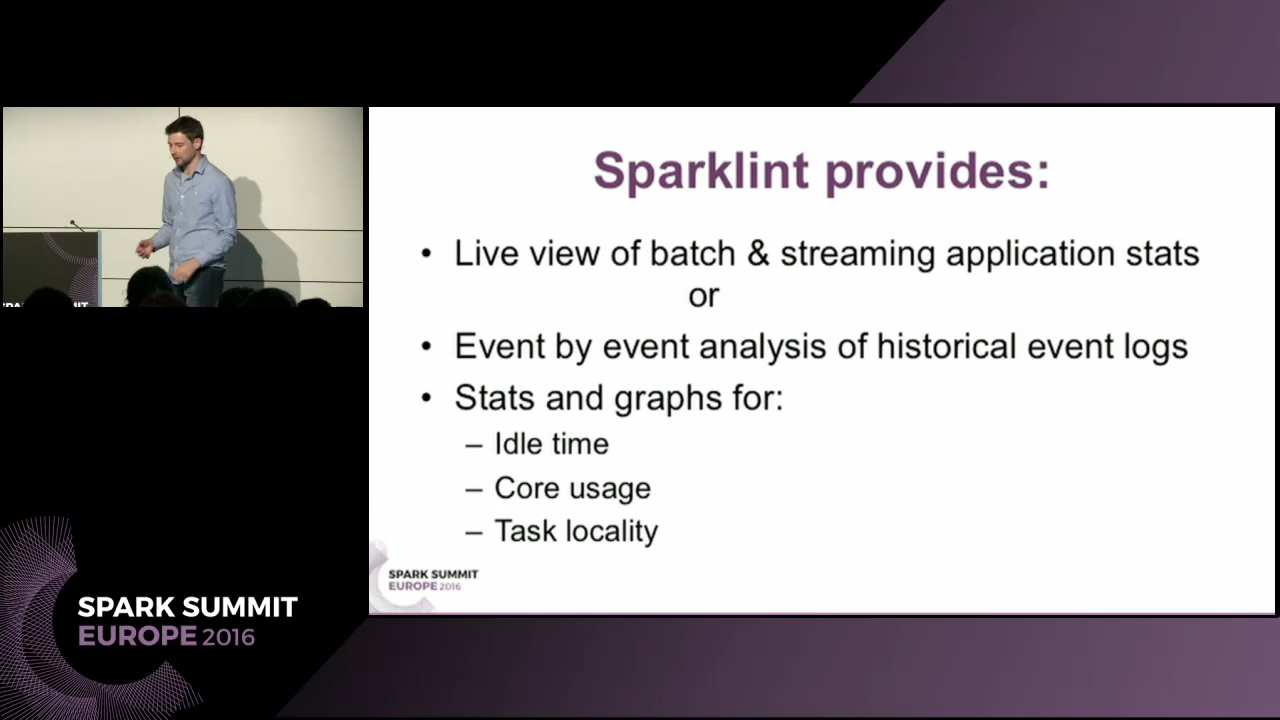 Sparklint provides:
• Live view of batch & streaming application stats
or
• Event by event analysis of historical event logs
• Stats and graphs for:
– Idle time
– Core usage
– Task locality
SPARK SUMMIT
EUROPE 2016
SPARK SUMMIT
EUROPE 2016